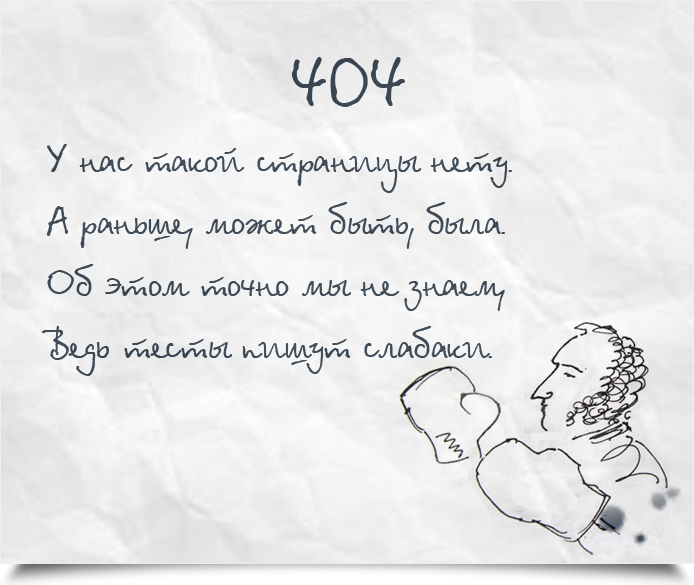 404
У нас такой страницы нету.
А раньше, может быть, была.
Об этом точно мы не знаем,
Ведь тесты пишут слабаки.